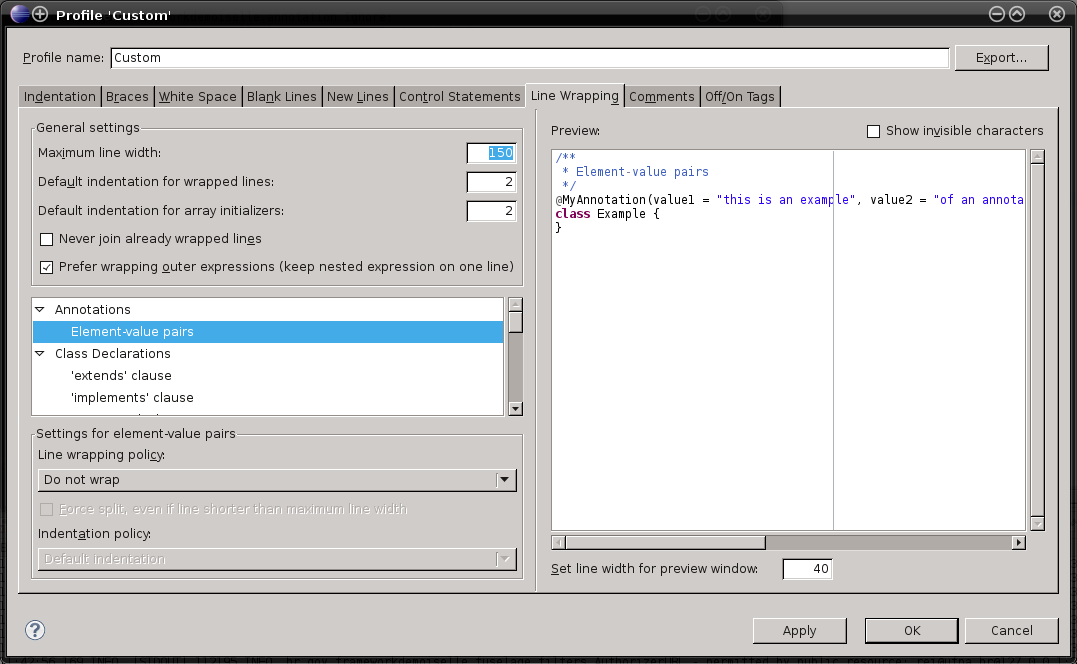 Profile 'Custom'
Profile name: Custom Export...
Indentation Braces White Space Blank Lines New Lines Control Statements Line Wrapping Comments Off/On Tags
General settings
Maximum line width: 150
Default indentation for wrapped lines: 2
Default indentation for array initializers: 2
Never join already wrapped lines
Prefer wrapping outer expressions (keep nested expression on one line)
Annotations
Element-value pairs
Class Declarations
'extends' clause
'implements' clause
Settings for element-value pairs
Line wrapping policy:
Do not wrap
Force split, even if line shorter than maximum line width
Indentation policy:
Default indentation
Preview: Show invisible characters
/**
* Element-value pairs
*/
@MyAnnotation(value1 = "this is an example", value2 = "of an annota
class Example {
}
Set line width for preview window: 40
? Apply OK Cancel